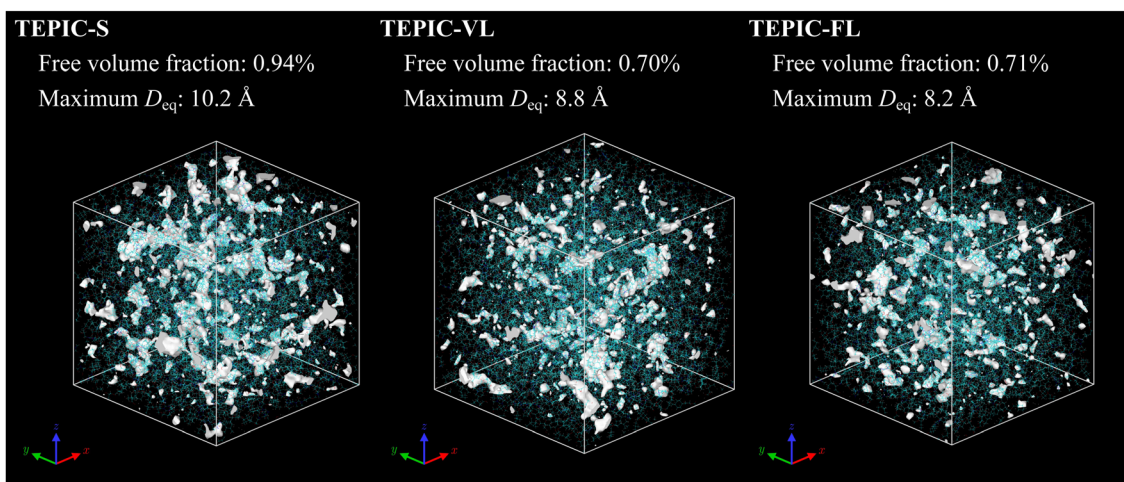 TEPIC-S
Free volume fraction: 0.94%
Maximum Deq: 10.2 Å
TEPIC-VL
Free volume fraction: 0.70%
Maximum Deq: 8.8 Å
TEPIC-FL
Free volume fraction: 0.71%
Maximum Deq: 8.2 Å
z
y
x
z
y
x
z
y
x